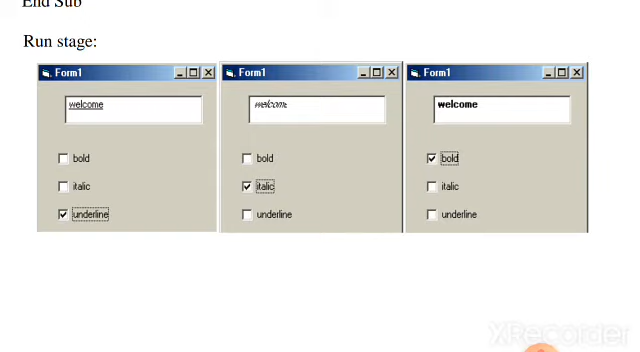 End Sub
Run stage:
Form1 Form1 Form1
welcome welcome welcome
bold bold bold
italic italic italic
underline underline underline
XRecorder